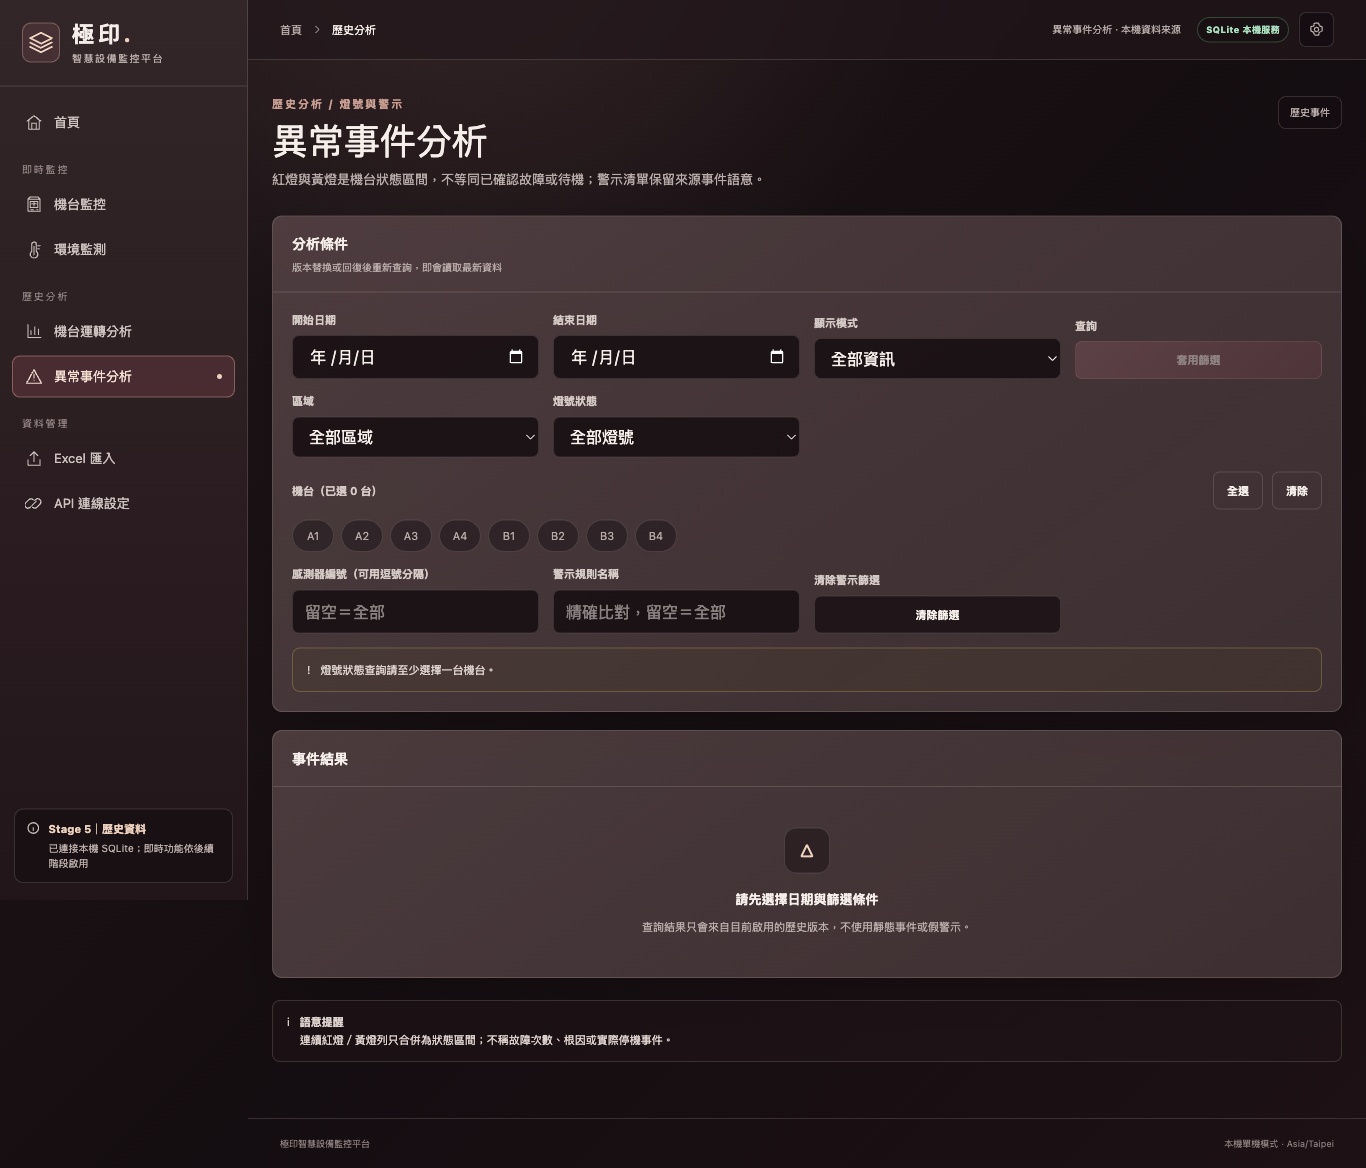 極印.
智慧設備監控平台
首頁
即時監控
機台監控
環境監測
歷史分析
機台運轉分析
異常事件分析
資料管理
Excel 匯入
API 連線設定
Stage 5｜歷史資料
已連接本機 SQLite；即時功能依後續
階段啟用
首頁 > 歷史分析
異常事件分析 · 本機資料來源
SQLite 本機服務
歷史分析 / 燈號與警示
異常事件分析
紅燈與黃燈是機台狀態區間，不等同已確認故障或待機；警示清單保留來源事件語意。
歷史事件
分析條件
版本替換或回復後重新查詢，即會讀取最新資料
開始日期
年 /月/日
結束日期
年 /月/日
顯示模式
全部資訊
查詢
套用篩選
區域
全部區域
燈號狀態
全部燈號
機台（已選 0 台）
全選
清除
A1 A2 A3 A4 B1 B2 B3 B4
感測器編號（可用逗號分隔）
留空＝全部
警示規則名稱
精確比對，留空＝全部
清除警示篩選
清除篩選
! 燈號狀態查詢請至少選擇一台機台。
事件結果
△
請先選擇日期與篩選條件
查詢結果只會來自目前啟用的歷史版本，不使用靜態事件或假警示。
i 語意提醒
連續紅燈 / 黃燈列只合併為狀態區間；不稱故障次數、根因或實際停機事件。
極印智慧設備監控平台
本機單機模式 · Asia/Taipei